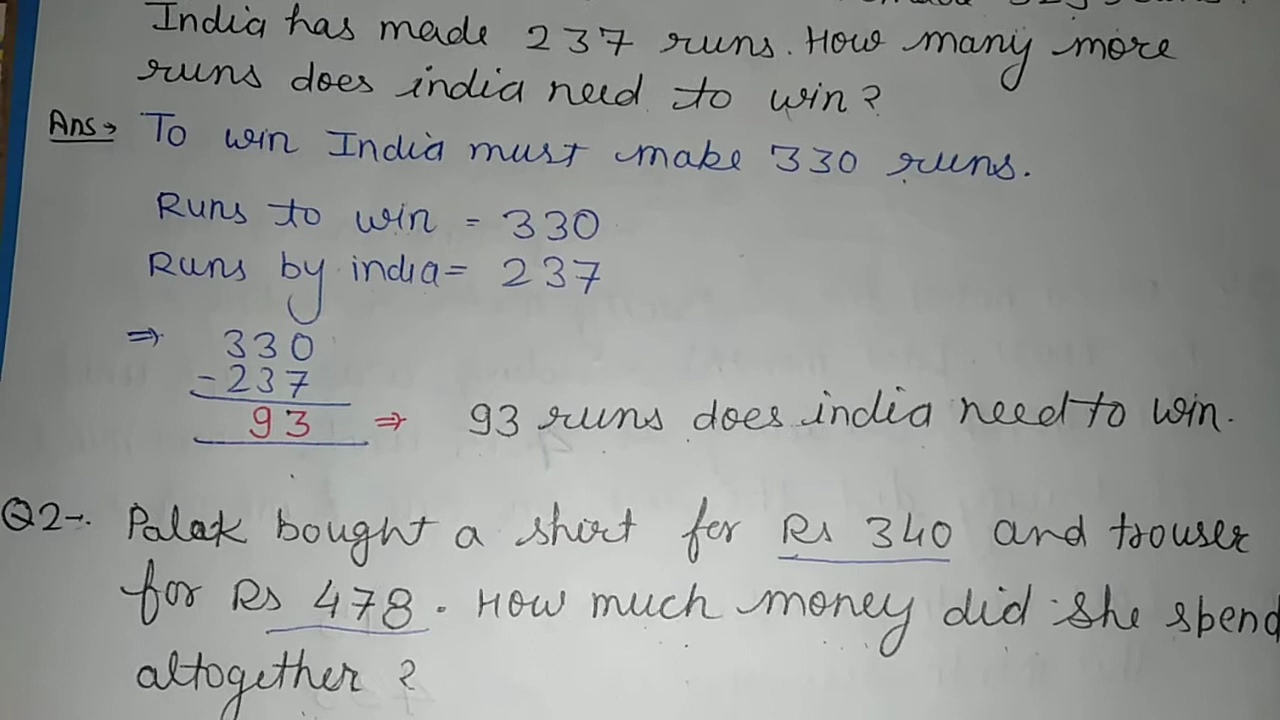 India has made 237 runs. How many more
runs does india need to win?
Ans→ To win India must make 330 runs.
Runs to win = 330
Runs by india = 237
⇒ 330
-237
93 ⇒ 93 runs does india need to win.
Q2-. Palak bought a shirt for Rs 340 and trouser
for Rs 478. How much money did she spend
altogether?